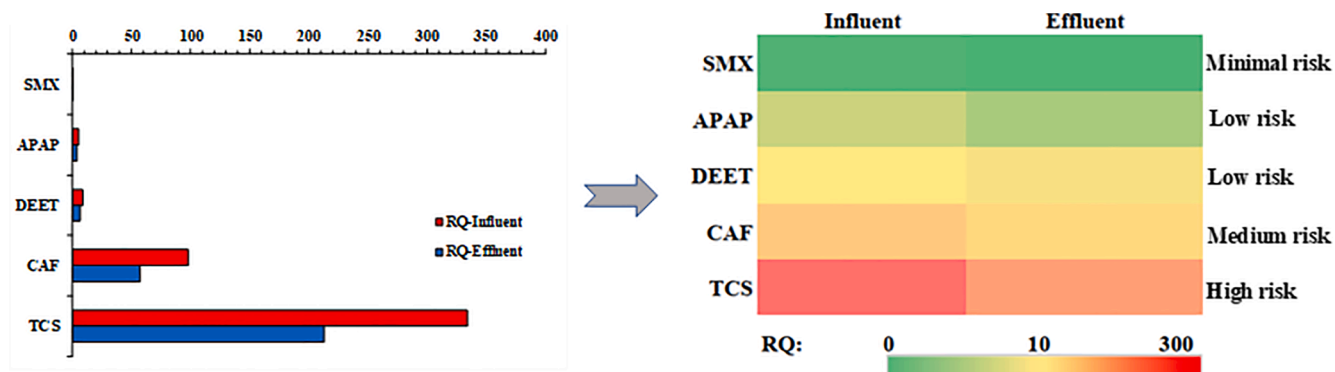 0 50 100 150 200 250 300 350 400
SMX
APAP
DEET
CAF
TCS
RQ-Influent
RQ-Effluent
Influent Effluent
SMX Minimal risk
APAP Low risk
DEET Low risk
CAF Medium risk
TCS High risk
RQ: 0 10 300